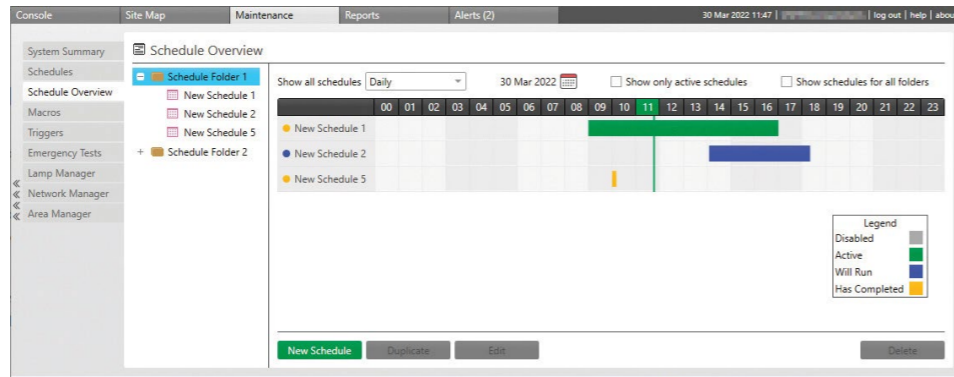 Console Site Map Maintenance Reports Alerts (2) 30 Mar 2022 11:47 | | log out | help | abou
System Summary
Schedules
Schedule Overview
Macros
Triggers
Emergency Tests
Lamp Manager
Network Manager
Area Manager
Schedule Overview
Schedule Folder 1
New Schedule 1
New Schedule 2
New Schedule 5
+ Schedule Folder 2
Show all schedules Daily 30 Mar 2022 Show only active schedules Show schedules for all folders
00 01 02 03 04 05 06 07 08 09 10 11 12 13 14 15 16 17 18 19 20 21 22 23
New Schedule 1
New Schedule 2
New Schedule 5
Legend
Disabled
Active
Will Run
Has Completed
New Schedule Duplicate Edit Delete